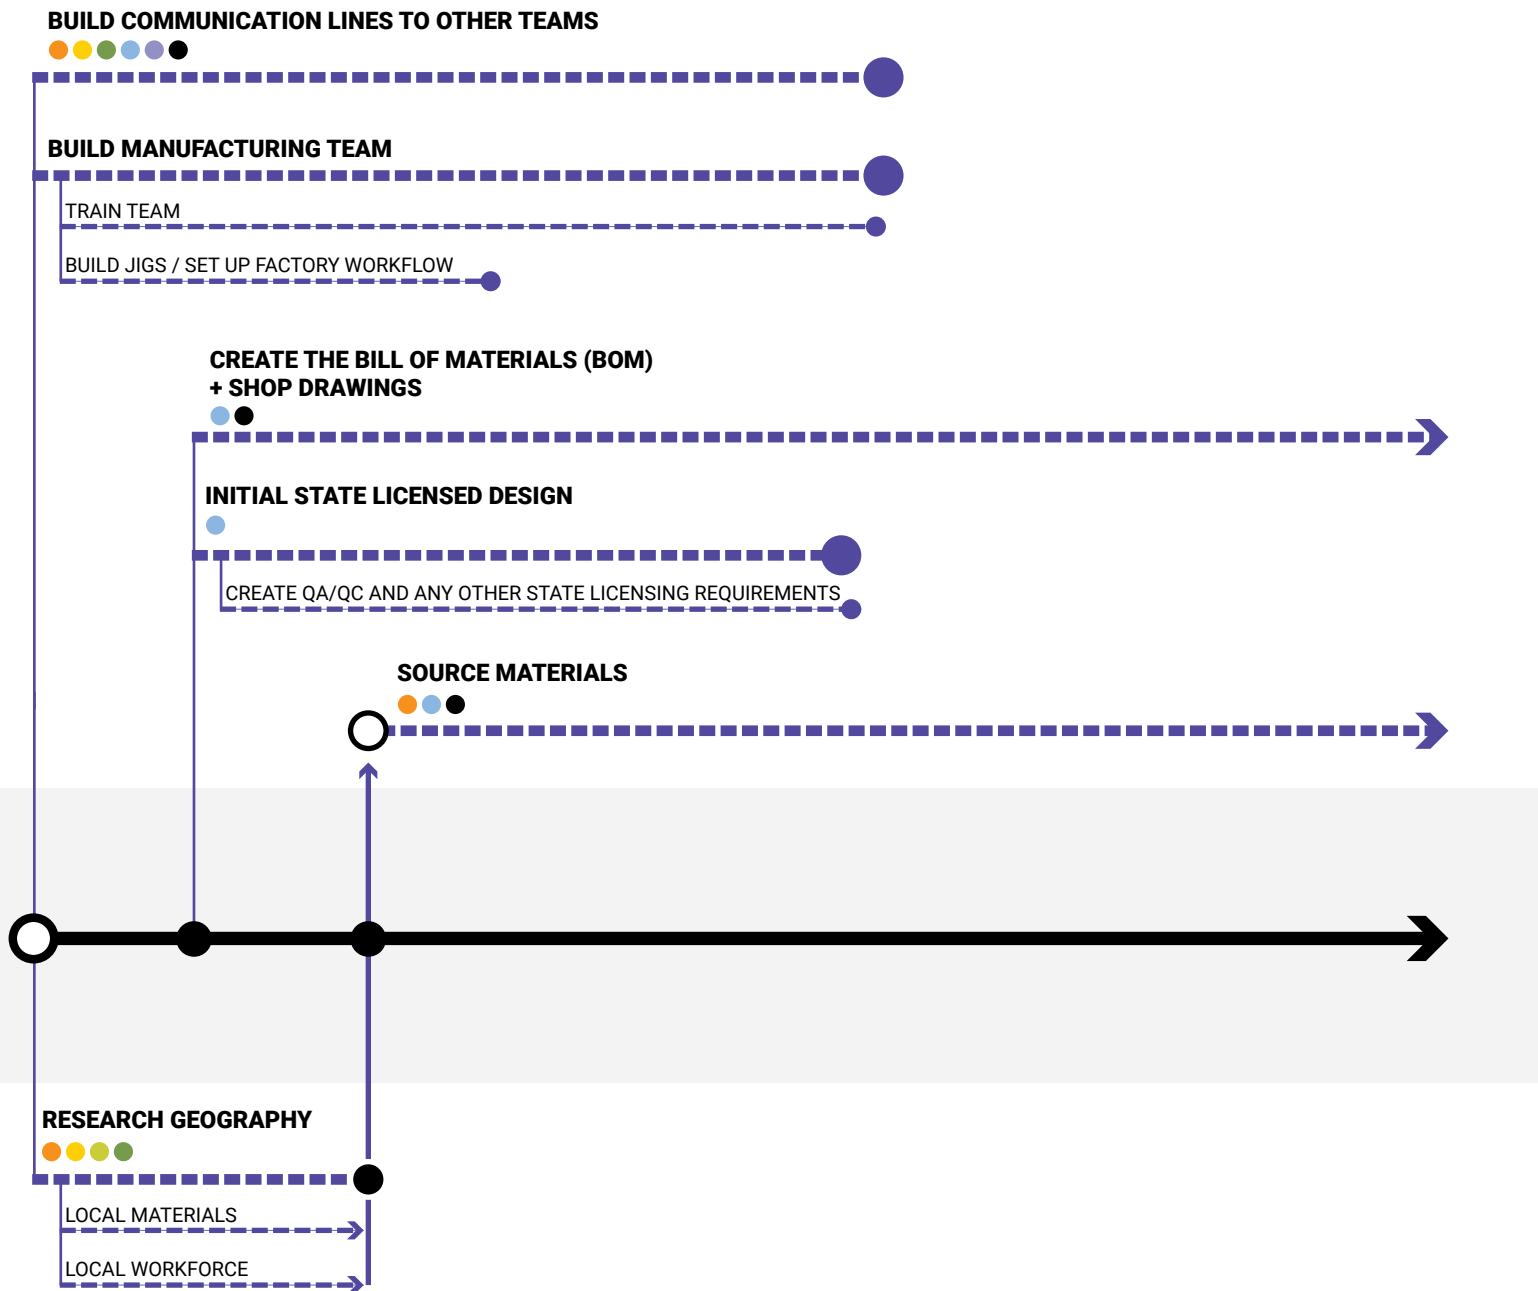 BUILD COMMUNICATION LINES TO OTHER TEAMS
BUILD MANUFACTURING TEAM
TRAIN TEAM
BUILD JIGS / SET UP FACTORY WORKFLOW
CREATE THE BILL OF MATERIALS (BOM)
+ SHOP DRAWINGS
INITIAL STATE LICENSED DESIGN
CREATE QA/QC AND ANY OTHER STATE LICENSING REQUIREMENTS
SOURCE MATERIALS
RESEARCH GEOGRAPHY
LOCAL MATERIALS
LOCAL WORKFORCE